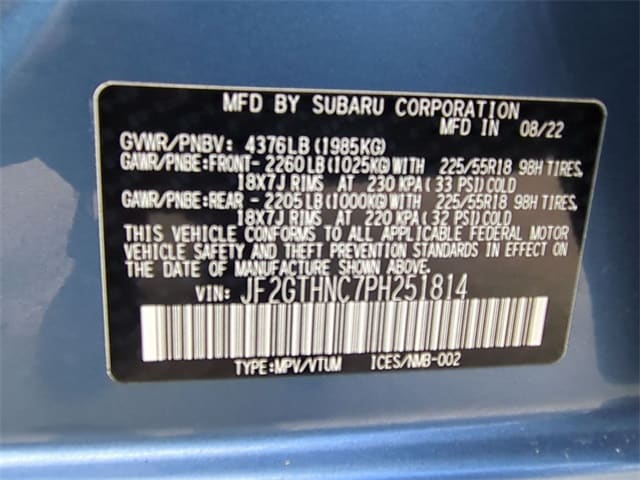 MFD BY SUBARU CORPORATION
MFD IN 08/22
GVWR/PNBV: 4376LB(1985KG)
GAWR/PNBE:FRONT-2260LB(1025KG)WITH 225/55R18 98H TIRES,
18X7J RIMS AT 230 KPA(33 PSI)COLD
GAWR/PNBE:REAR -2205LB(1000KG)WITH 225/55R18 98H TIRES,
18X7J RIMS AT 220 KPA(32 PSI)COLD
THIS VEHICLE CONFORMS TO ALL APPLICABLE FEDERAL MOTOR
VEHICLE SAFETY AND THEFT PREVENTION STANDARDS IN EFFECT ON
THE DATE OF MANUFACTURE SHOWN ABOVE.
VIN: JF2GTHNC7PH251814
TYPE:MPV/VTUM ICES/NMB-002